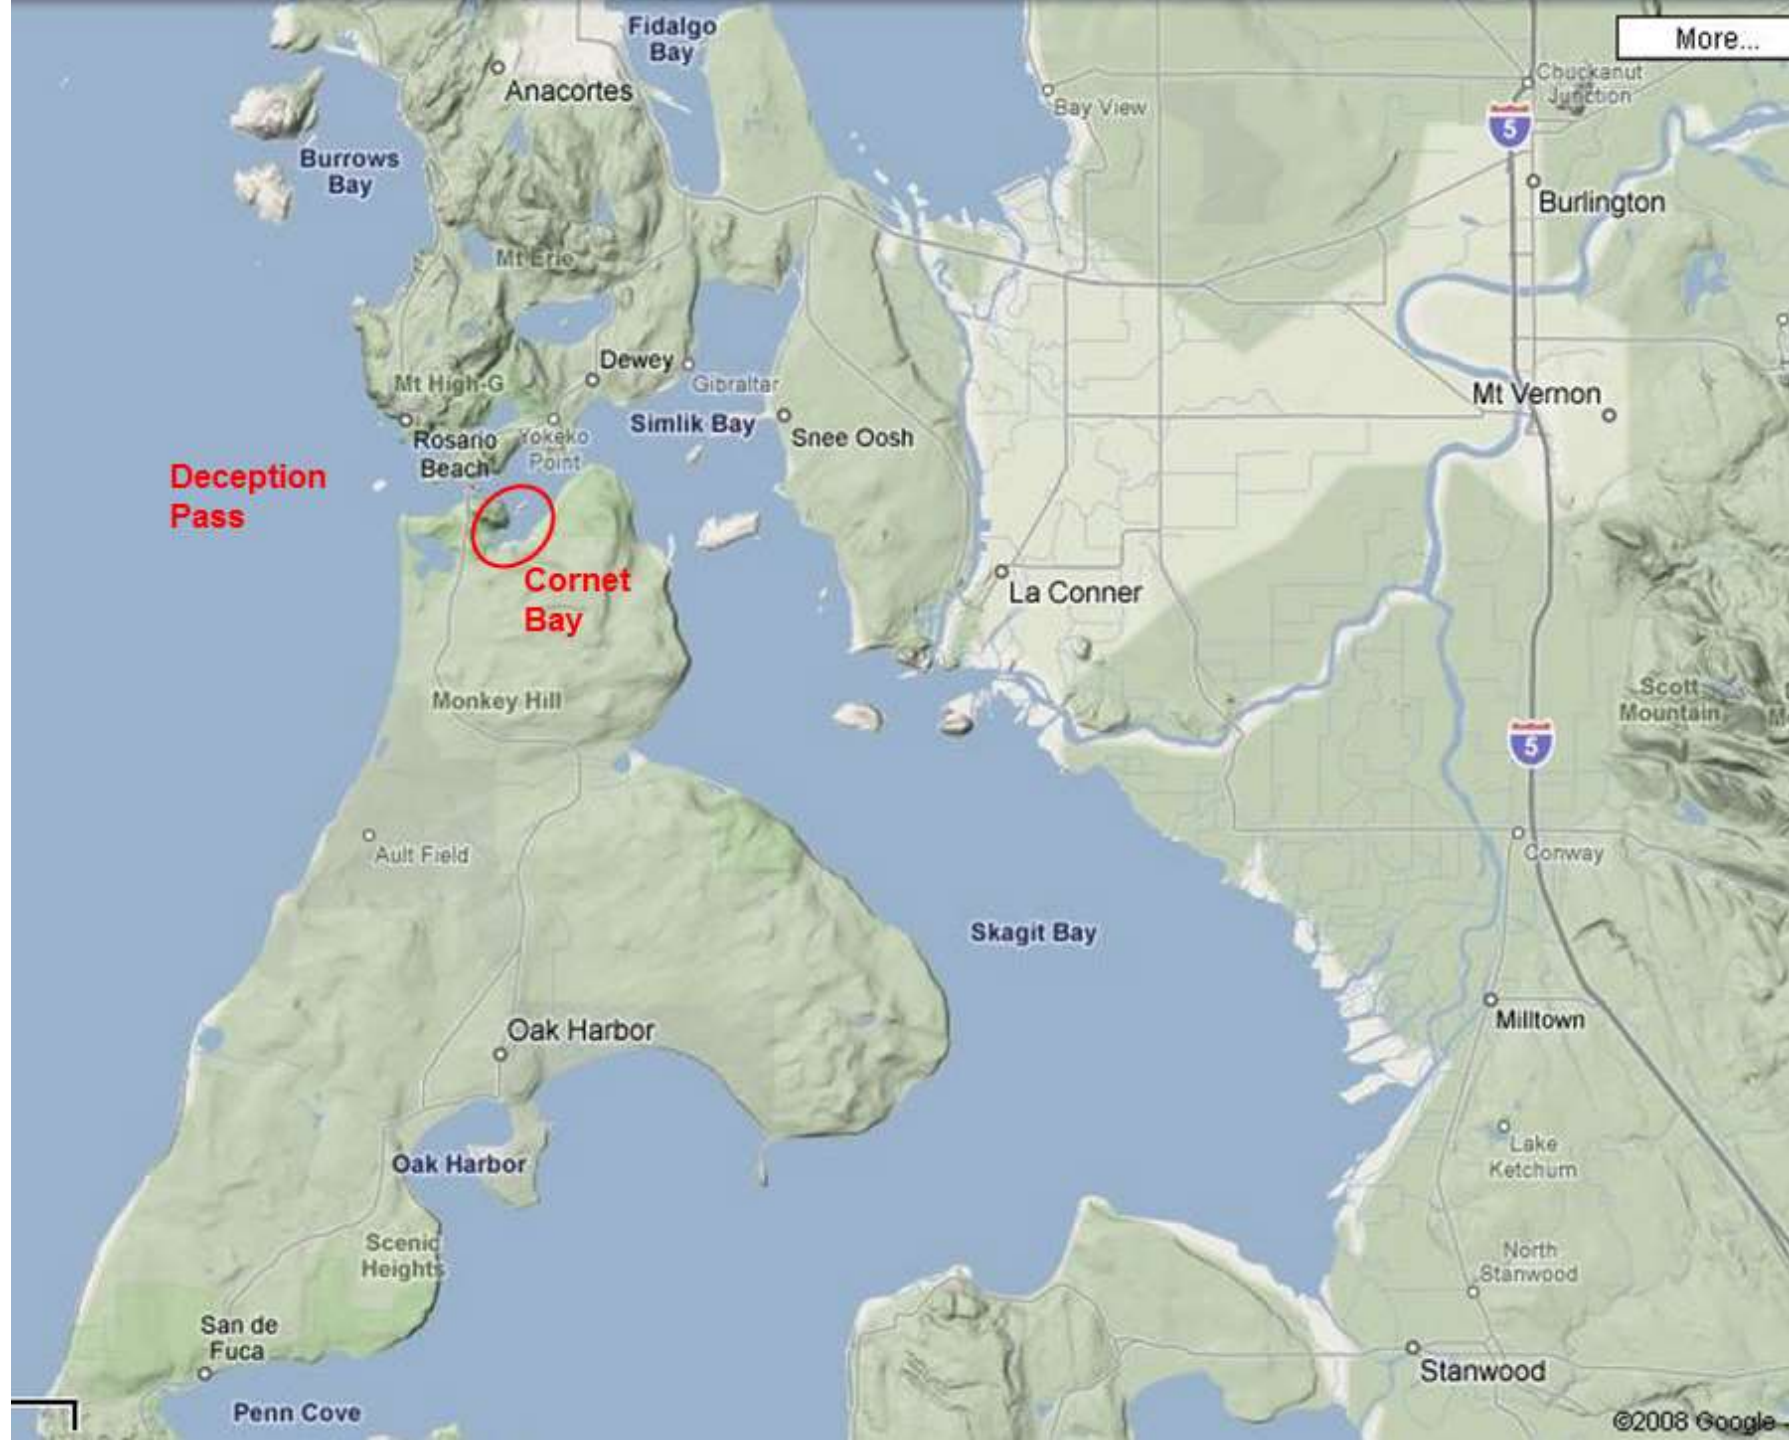 Fidalgo
Bay
More...
Anacortes
Chuckanut
Junction
Bay View
5
Burrows
Bay
Burlington
Mt Erie
Dewey
Gibraltar
Mt High-G
Mt Vernon
Simlik Bay
Snee Oosh
Rosario
Beach
Yokeko
Point
Deception
Pass
Cornet
Bay
La Conner
Scott
Mountain
Monkey Hill
5
Ault Field
Conway
Skagit Bay
Milltown
Oak Harbor
Lake
Ketchum
Oak Harbor
Scenic
Heights
North
Stanwood
San de
Fuca
Stanwood
Penn Cove
©2008 Google